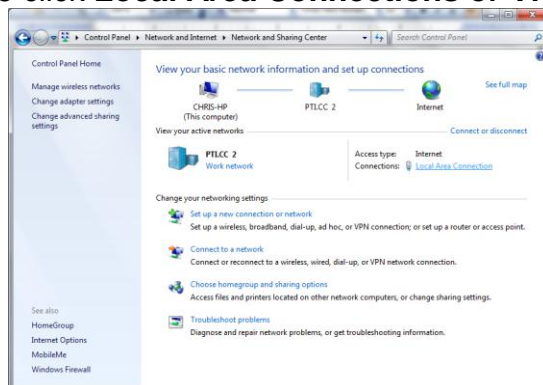 click Local Area Connections or
Control Panel ▸ Network and Internet ▸ Network and Sharing Center
Search Control Panel
Control Panel Home
Manage wireless networks
Change adapter settings
Change advanced sharing
settings
See also
HomeGroup
Internet Options
MobileMe
Windows Firewall
View your basic network information and set up connections
See full map
CHRIS-HP
(This computer)
PTLCC 2
Internet
View your active networks
Connect or disconnect
PTLCC 2
Work network
Access type: Internet
Connections: Local Area Connection
Change your networking settings
Set up a new connection or network
Set up a wireless, broadband, dial-up, ad hoc, or VPN connection; or set up a router or access point.
Connect to a network
Connect or reconnect to a wireless, wired, dial-up, or VPN network connection.
Choose homegroup and sharing options
Access files and printers located on other network computers, or change sharing settings.
Troubleshoot problems
Diagnose and repair network problems, or get troubleshooting information.